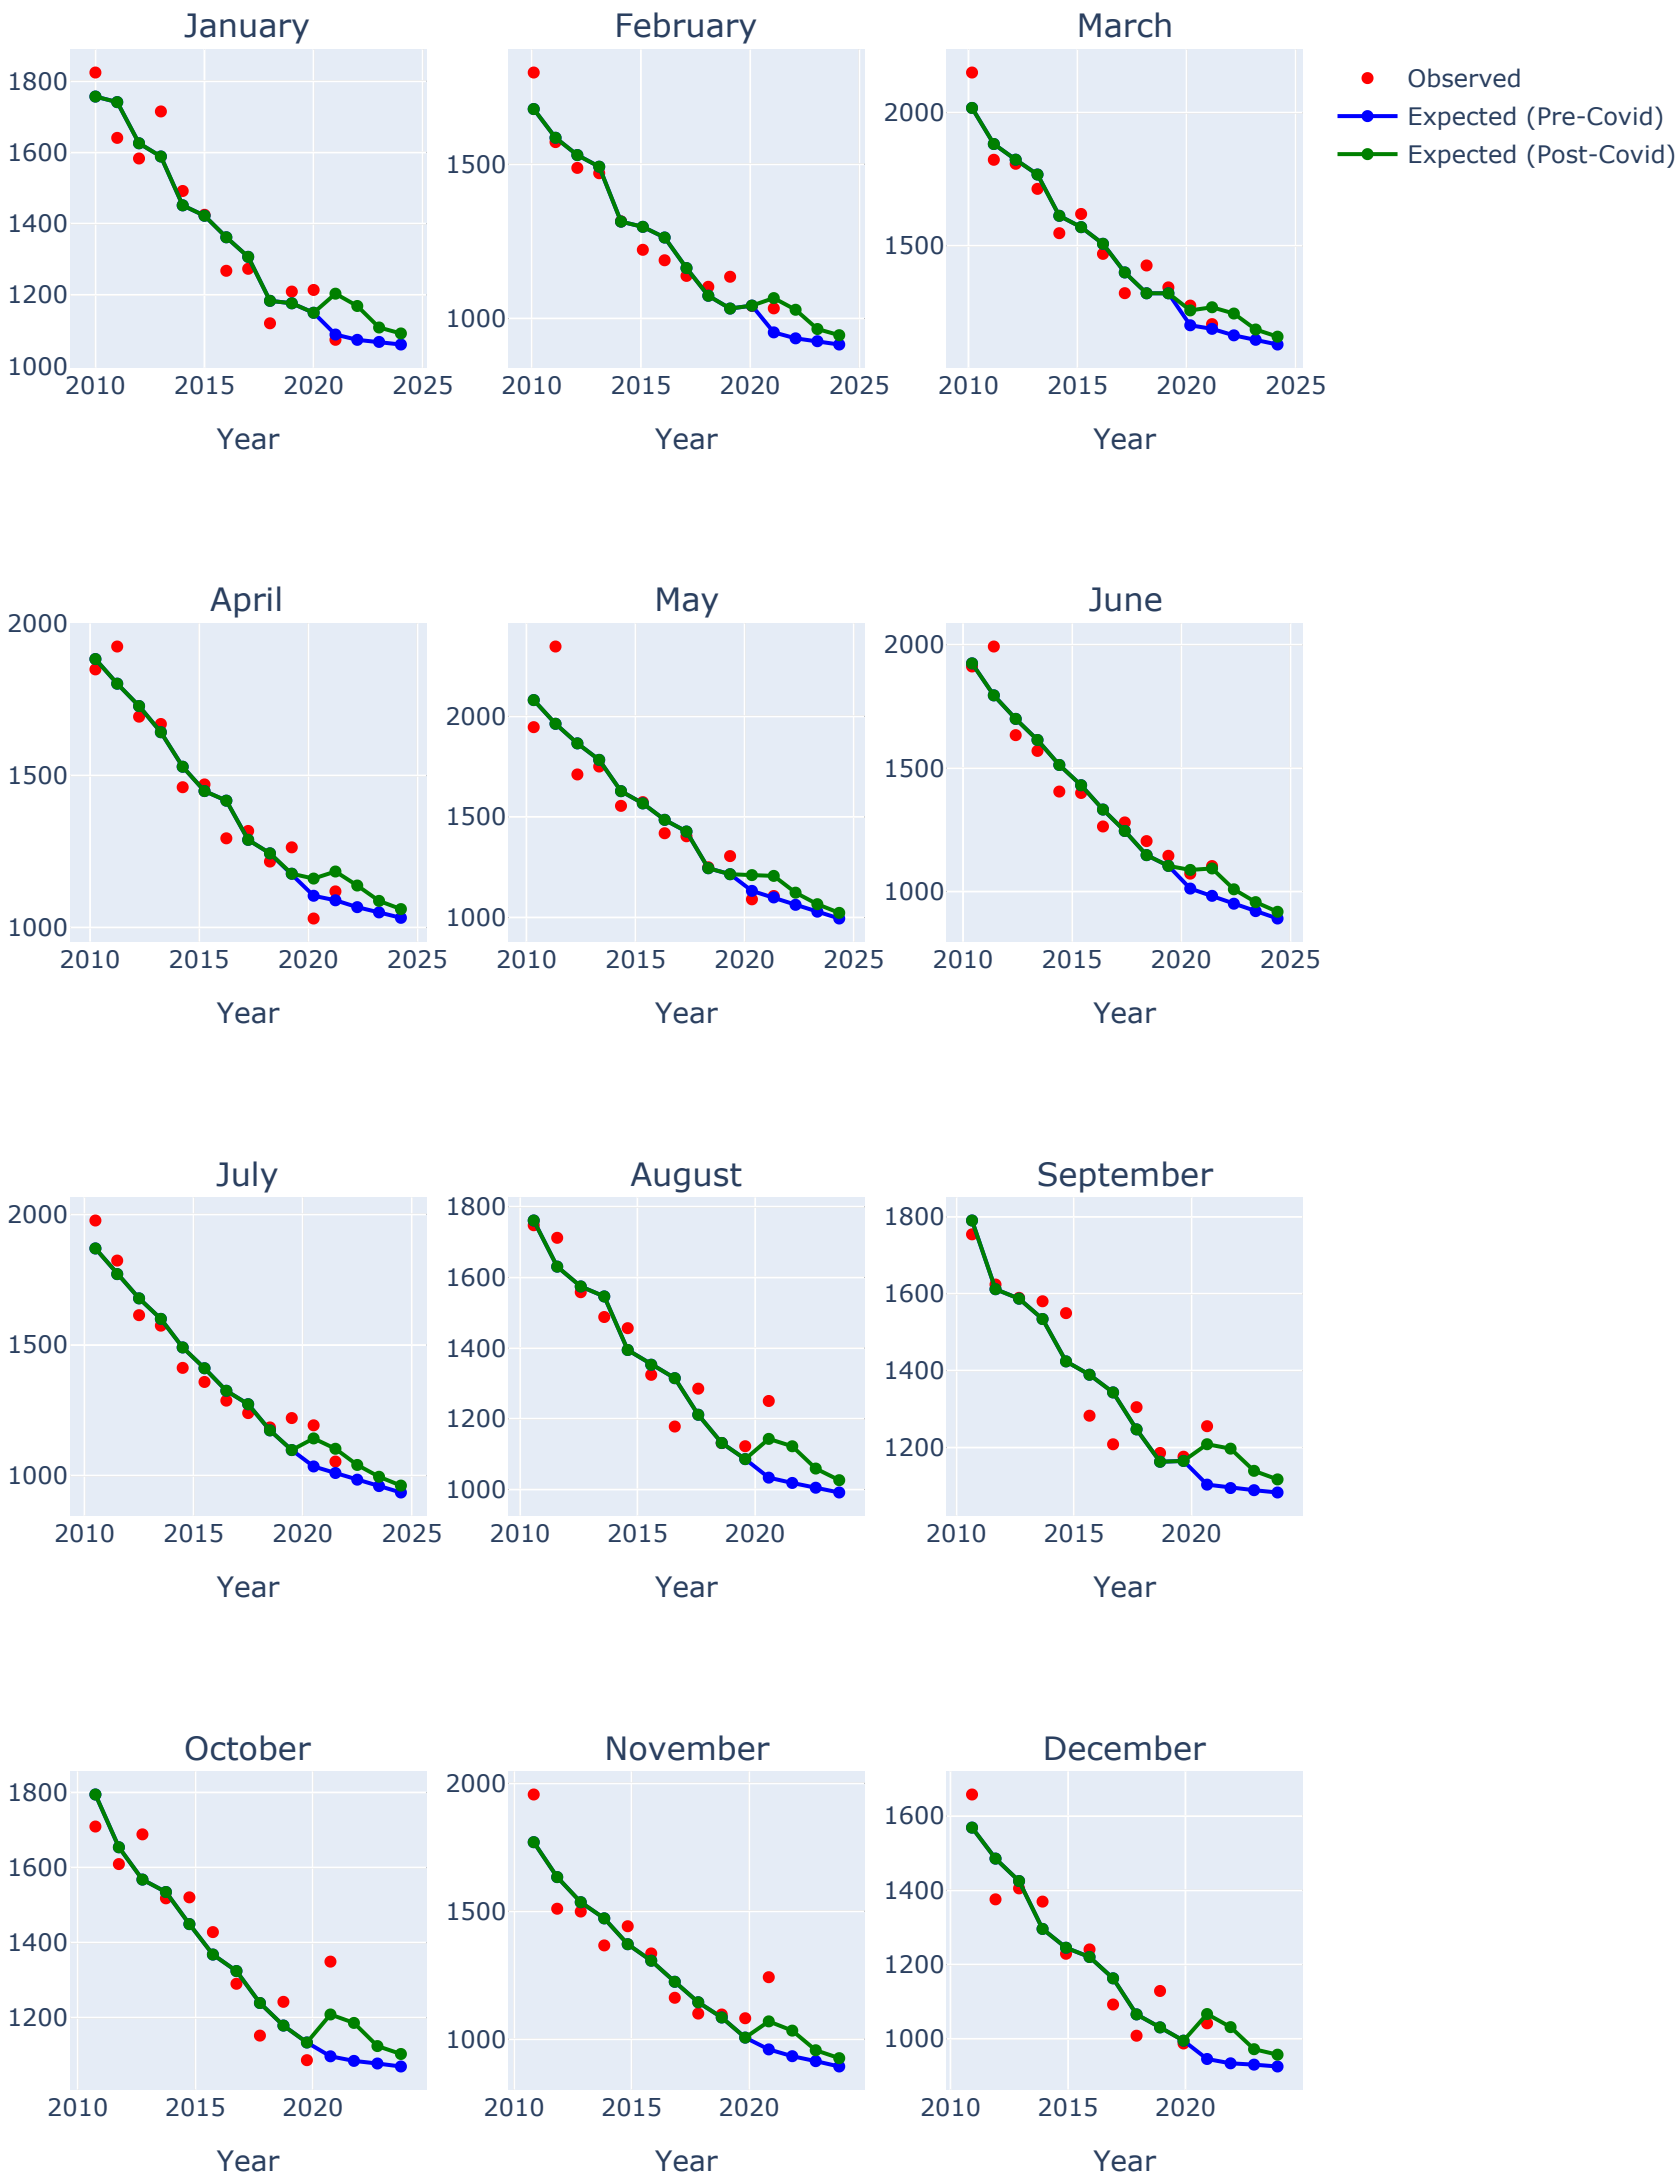 January February March
Observed
Expected (Pre-Covid)
Expected (Post-Covid)
1800
1600
1400
1200
1000
2010 2015 2020 2025
Year
1500
1000
2010 2015 2020 2025
Year
2000
1500
2010 2015 2020 2025
Year
April May June
2000
1500
1000
2010 2015 2020 2025
Year
2000
1500
1000
2010 2015 2020 2025
Year
2000
1500
1000
2010 2015 2020 2025
Year
July August September
2000
1500
1000
2010 2015 2020 2025
Year
1800
1600
1400
1200
1000
2010 2015 2020
Year
1800
1600
1400
1200
2010 2015 2020
Year
October November December
1800
1600
1400
1200
2010 2015 2020
Year
2000
1500
1000
2010 2015 2020
Year
1600
1400
1200
1000
2010 2015 2020
Year